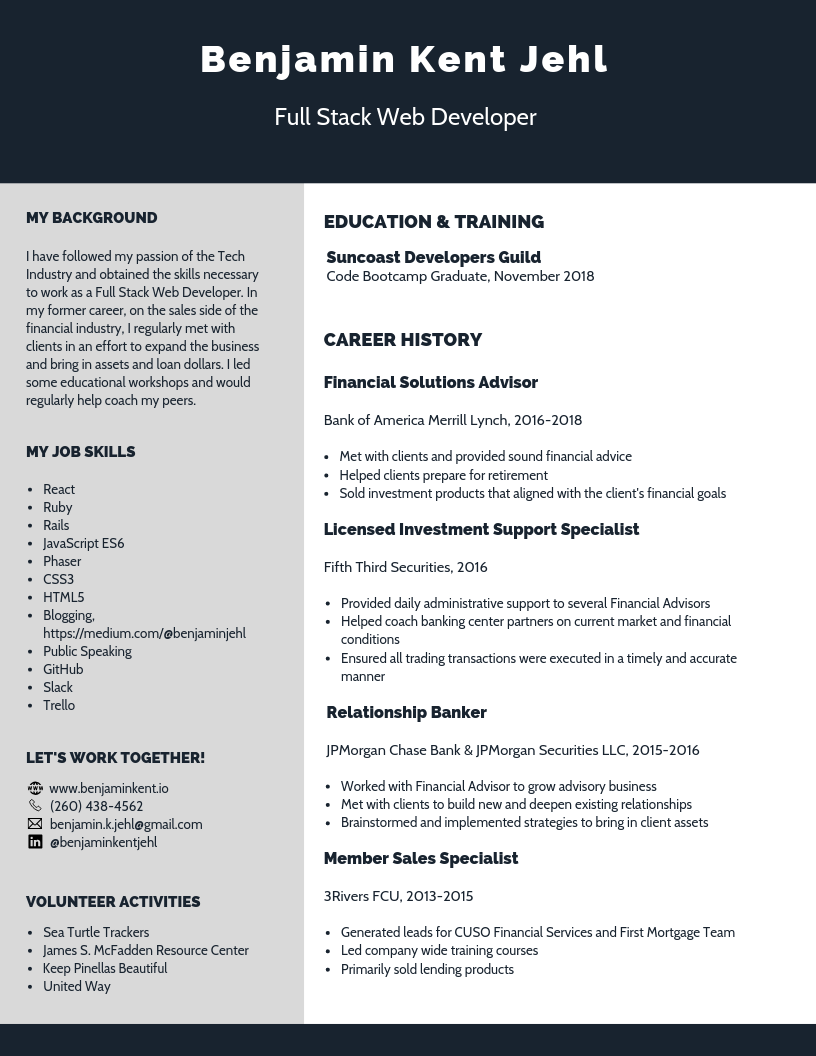 Benjamin Kent Jehl
Full Stack Web Developer
MY BACKGROUND
I have followed my passion of the Tech
Industry and obtained the skills necessary
to work as a Full Stack Web Developer. In
my former career, on the sales side of the
financial industry, I regularly met with
clients in an effort to expand the business
and bring in assets and loan dollars. I led
some educational workshops and would
regularly help coach my peers.
MY JOB SKILLS
• React
• Ruby
• Rails
• JavaScript ES6
• Phaser
• CSS3
• HTML5
• Blogging,
https://medium.com/@benjaminjehl
• Public Speaking
• GitHub
• Slack
• Trello
LET'S WORK TOGETHER!
www.benjaminkent.io
(260) 438-4562
benjamin.k.jehl@gmail.com
@benjaminkentjehl
VOLUNTEER ACTIVITIES
• Sea Turtle Trackers
• James S. McFadden Resource Center
• Keep Pinellas Beautiful
• United Way
EDUCATION & TRAINING
Suncoast Developers Guild
Code Bootcamp Graduate, November 2018
CAREER HISTORY
Financial Solutions Advisor
Bank of America Merrill Lynch, 2016-2018
• Met with clients and provided sound financial advice
• Helped clients prepare for retirement
• Sold investment products that aligned with the client's financial goals
Licensed Investment Support Specialist
Fifth Third Securities, 2016
• Provided daily administrative support to several Financial Advisors
• Helped coach banking center partners on current market and financial
conditions
• Ensured all trading transactions were executed in a timely and accurate
manner
Relationship Banker
JPMorgan Chase Bank & JPMorgan Securities LLC, 2015-2016
• Worked with Financial Advisor to grow advisory business
• Met with clients to build new and deepen existing relationships
• Brainstormed and implemented strategies to bring in client assets
Member Sales Specialist
3Rivers FCU, 2013-2015
• Generated leads for CUSO Financial Services and First Mortgage Team
• Led company wide training courses
• Primarily sold lending products